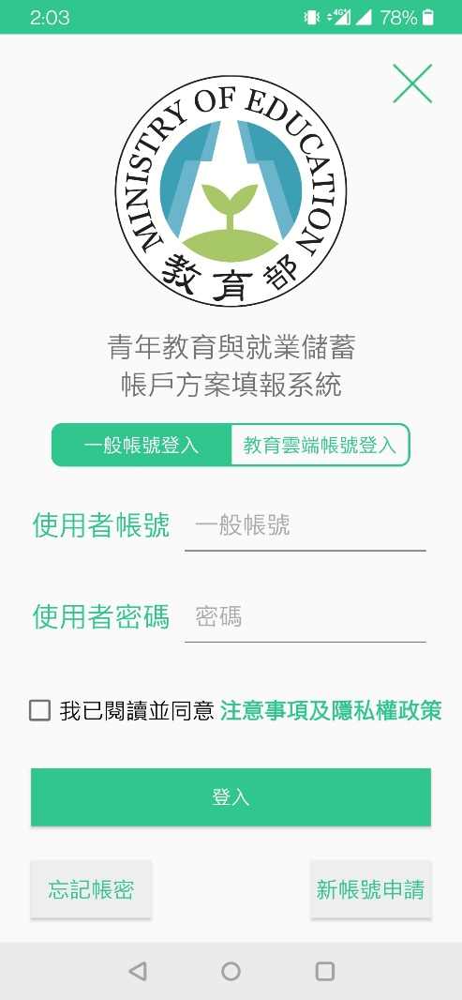 2:03
4G+
78%
MINISTRY OF EDUCATION
教育部
青年教育與就業儲蓄
帳戶方案填報系統
一般帳號登入 教育雲端帳號登入
使用者帳號 一般帳號
使用者密碼 密碼
我已閱讀並同意 注意事項及隱私權政策
登入
忘記帳密 新帳號申請